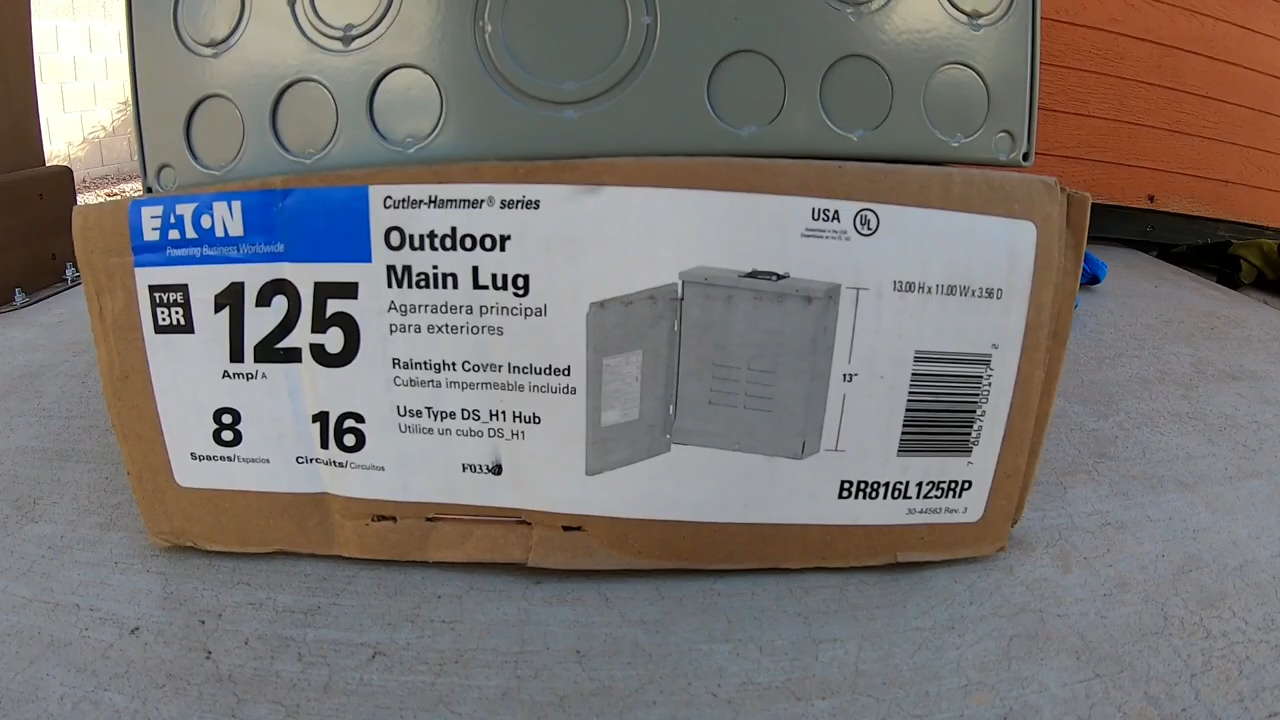 EATON
Powering Business Worldwide
TYPE
BR
125
Amp/A
8
Spaces/Espacios
16
Circuits/Circuitos
Cutler-Hammer® series
Outdoor
Main Lug
Agarradera principal
para exteriores
Raintight Cover Included
Cubierta impermeable incluida
Use Type DS_H1 Hub
Utilice un cubo DS_H1
USA
UL
13.00 H x 11.00 W x 3.56 D
13"
BR816L125RP
30-44563 Rev. 3